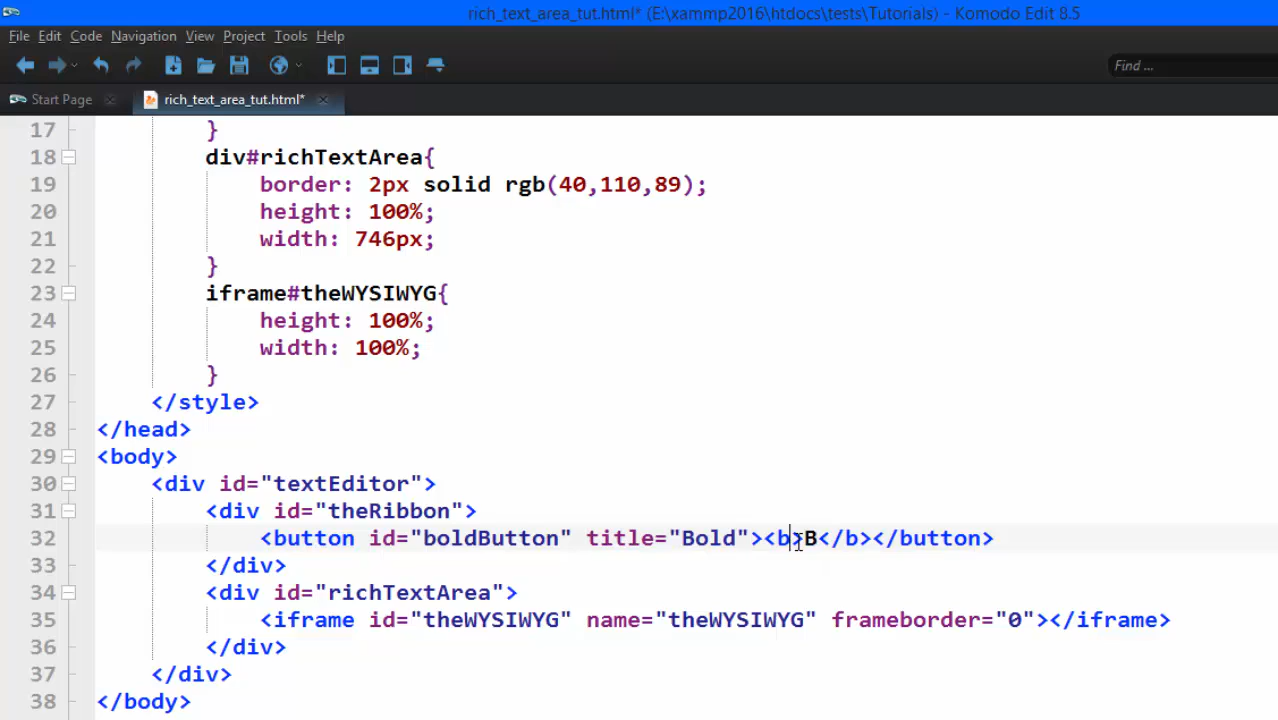 rich_text_area_tut.html* (E:\xammp2016\htdocs\tests\Tutorials) - Komodo Edit 8.5
File Edit Code Navigation View Project Tools Help
Find ...
Start Page rich_text_area_tut.html*
17 }
18 div#richTextArea{
19 border: 2px solid rgb(40,110,89);
20 height: 100%;
21 width: 746px;
22 }
23 iframe#theWYSIWYG{
24 height: 100%;
25 width: 100%;
26 }
27 </style>
28 </head>
29 <body>
30 <div id="textEditor">
31 <div id="theRibbon">
32 <button id="boldButton" title="Bold"><b>B</b></button>
33 </div>
34 <div id="richTextArea">
35 <iframe id="theWYSIWYG" name="theWYSIWYG" frameborder="0"></iframe>
36 </div>
37 </div>
38 </body>